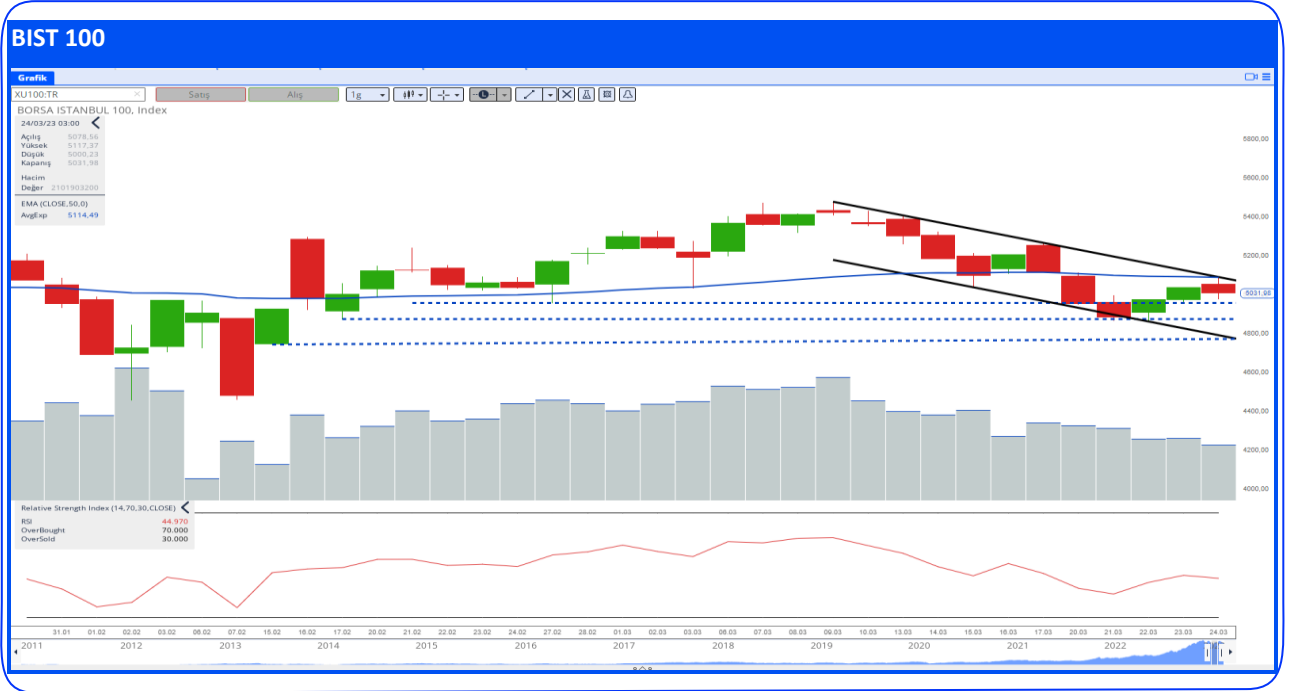 BIST 100
Grafik
XU100:TR
Satış
Alış
1g
BORSA ISTANBUL 100, Index
24/03/23 03:00
Açılış 5078,56
Yüksek 5117,37
Düşük 5000,23
Kapanış 5031,98
Hacim
Değer 2101903200
EMA (CLOSE,50,0)
AvgExp 5114,49
5800,00
5600,00
5400,00
5200,00
5031,98
4800,00
4600,00
4400,00
4200,00
4000,00
Relative Strength Index (14,70,30,CLOSE)
RSI 44.970
OverBought 70.000
OverSold 30.000
31.01 01.02 02.02 03.02 06.02 07.02 15.02 16.02 17.02 20.02 21.02 22.02 23.02 24.02 27.02 28.02 01.03 02.03 03.03 06.03 07.03 08.03 09.03 10.03 13.03 14.03 15.03 16.03 17.03 20.03 21.03 22.03 23.03 24.03
2011 2012 2013 2014 2015 2016 2017 2018 2019 2020 2021 2022